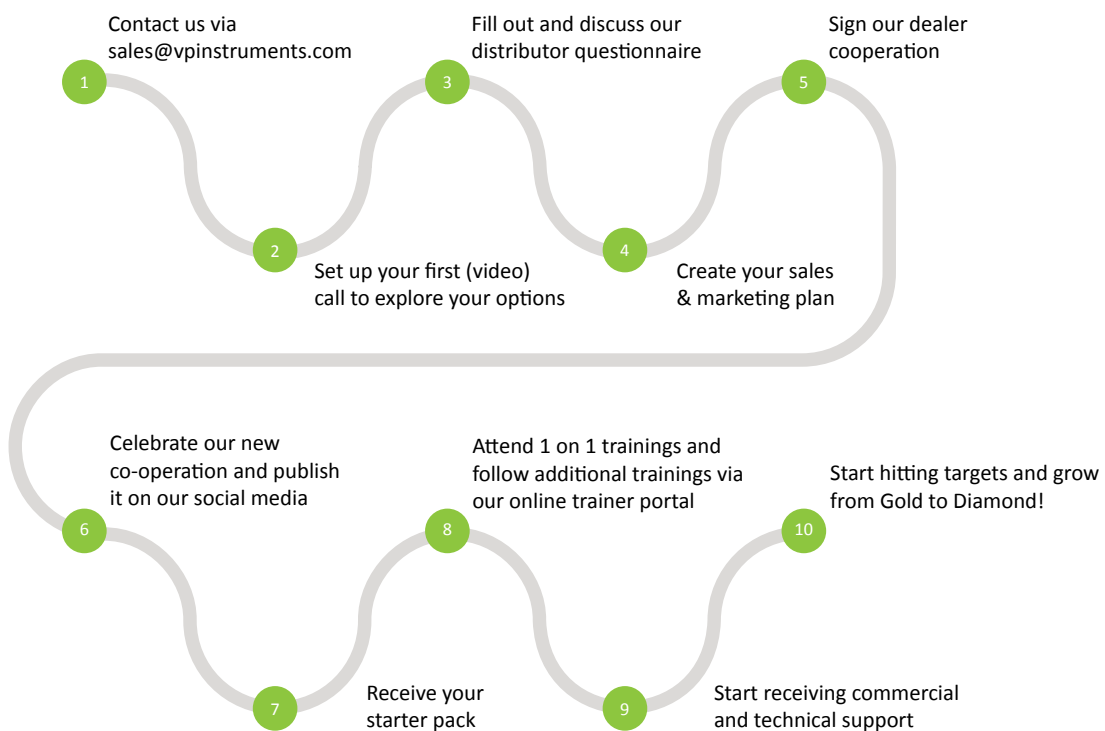 1
Contact us via
sales@vpinstruments.com
2
Set up your first (video)
call to explore your options
3
Fill out and discuss our
distributor questionnaire
4
Create your sales
& marketing plan
5
Sign our dealer
cooperation
6
Celebrate our new
co-operation and publish
it on our social media
7
Receive your
starter pack
8
Attend 1 on 1 trainings and
follow additional trainings via
our online trainer portal
9
Start receiving commercial
and technical support
10
Start hitting targets and grow
from Gold to Diamond!